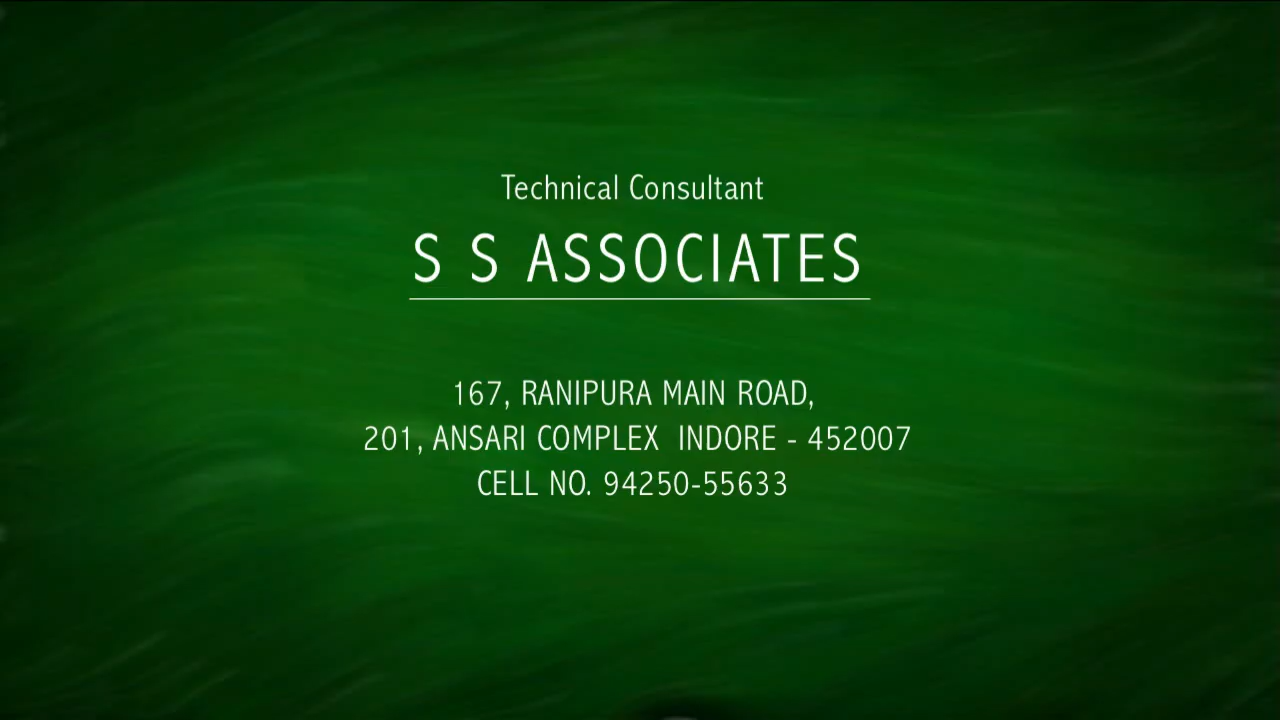 Technical Consultant
S S ASSOCIATES
167, RANIPURA MAIN ROAD,
201, ANSARI COMPLEX  INDORE - 452007
CELL NO. 94250-55633